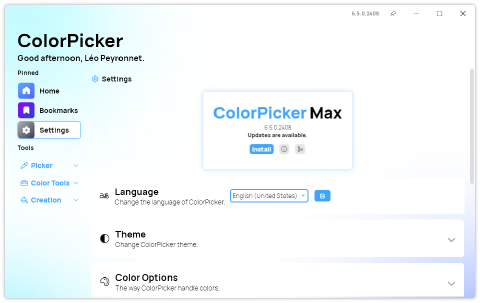 6.5.0.2409
ColorPicker
Good afternoon, Léo Peyronnet.
Pinned
Home
Bookmarks
Settings
Tools
Picker
Color Tools
Creation
Settings
ColorPicker Max
6.5.0.2409
Updates are available.
Install
Language
Change the language of ColorPicker.
English (United States)
Theme
Change ColorPicker theme.
Color Options
The way ColorPicker handle colors.